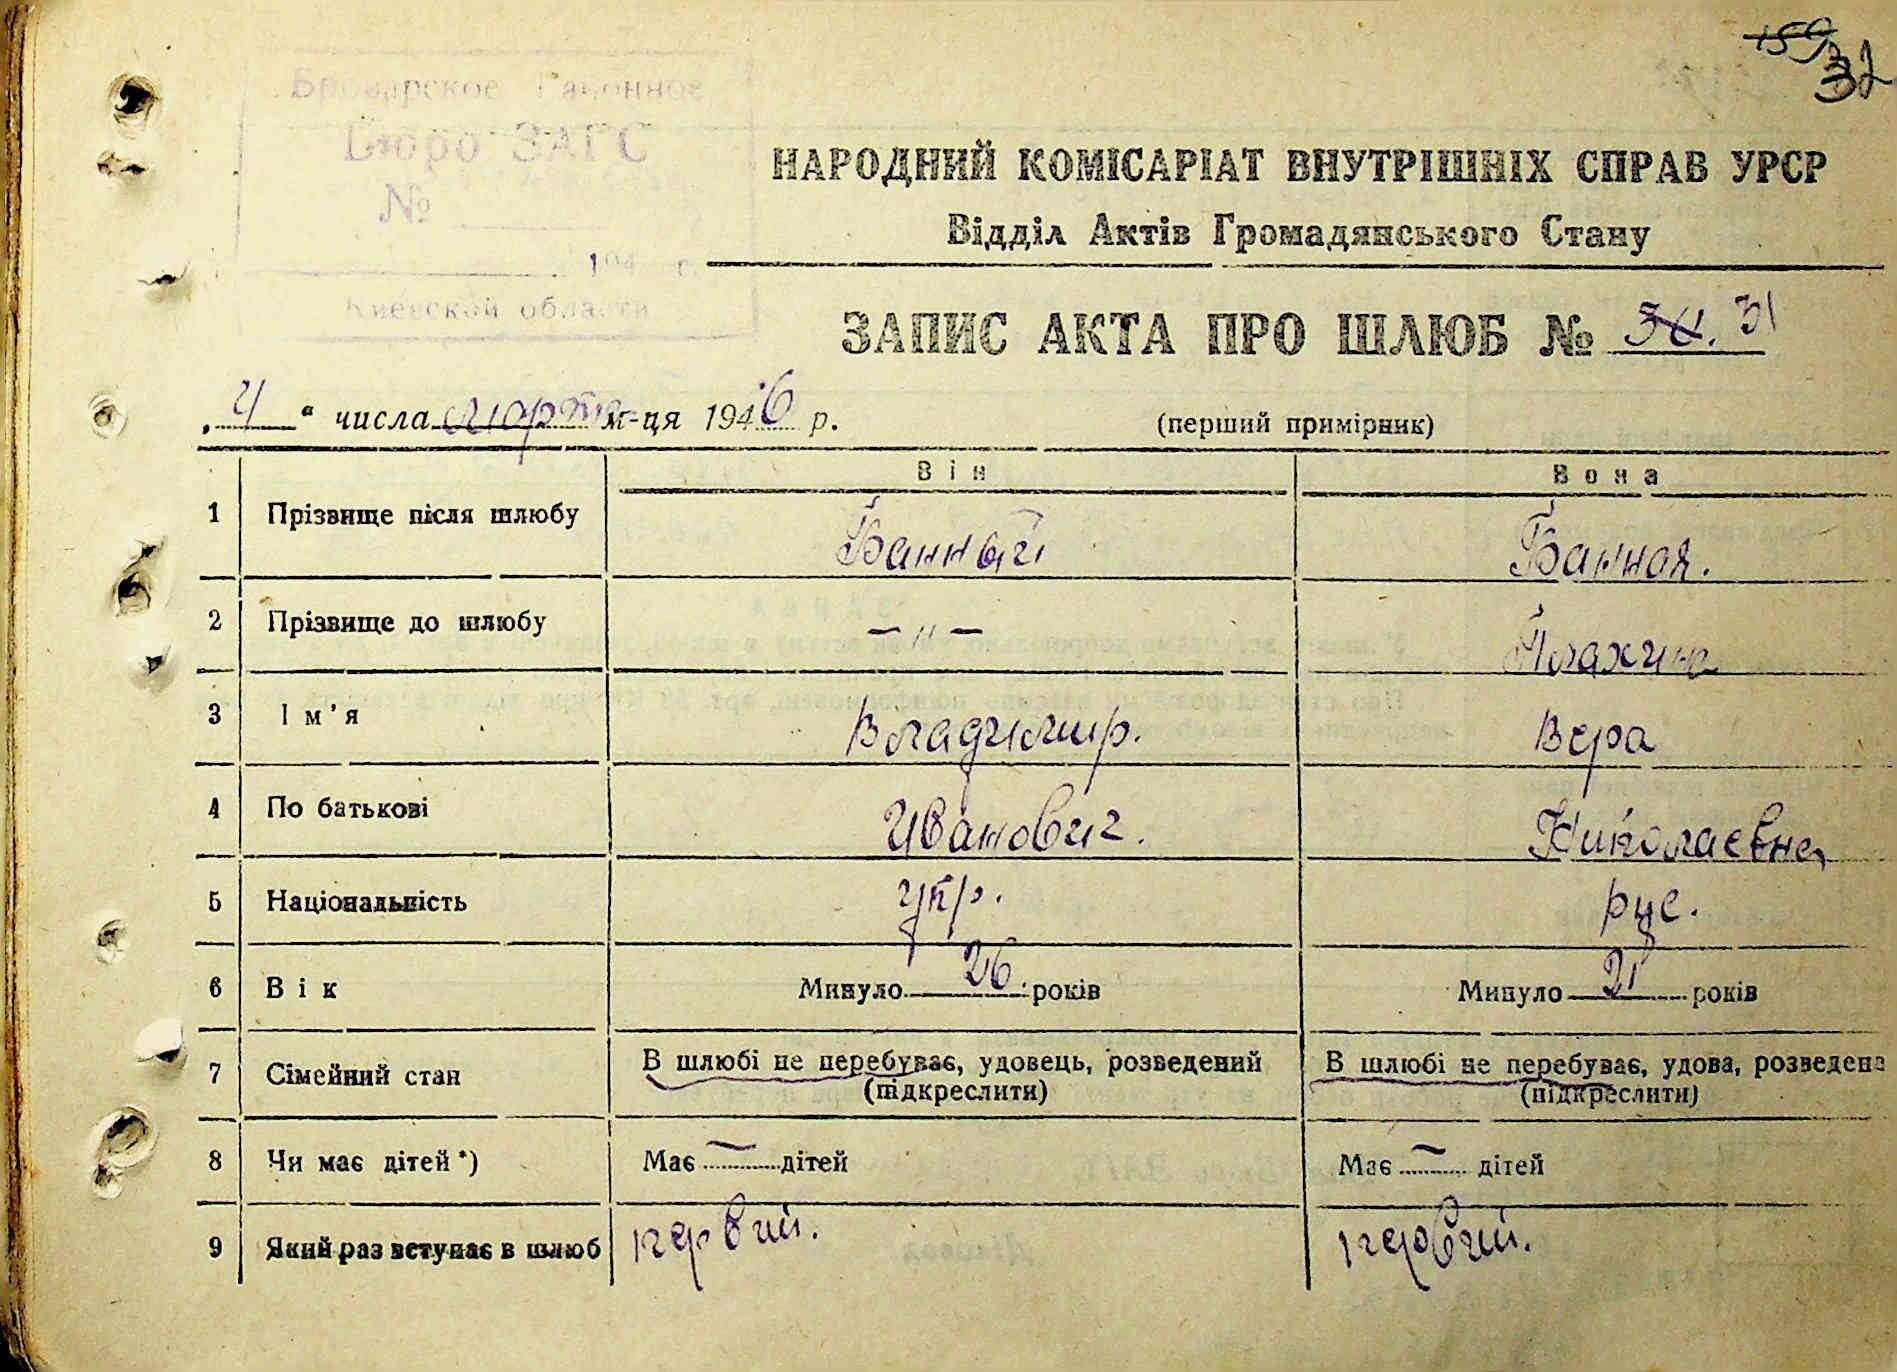 159
32
Броварское Районное
Бюро ЗАГС
№
194 г.
Киевской области
НАРОДНИЙ КОМІСАРІАТ ВНУТРІШНІХ СПРАВ УРСР
Відділ Актів Громадянського Стану
ЗАПИС АКТА ПРО ШЛЮБ № 31
„ 4 “ числа марта м-ця 1946 р. (перший примірник)
Він Вона
1 Прізвище після шлюбу Банный Банная.
2 Прізвище до шлюбу — " —
3 Ім'я Владимир. Вера
4 По батькові Иванович. Николаевна
5 Національність укр. рус.
6 Вік Минуло 26. років Минуло 21 років
7 Сімейний стан В шлюбі не перебуває, удовець, розведений В шлюбі не перебуває, удова, розведена
(підкреслити) (підкреслити)
8 Чи має дітей *) Має — дітей Має — дітей
9 Який раз вступає в шлюб первий. первий.